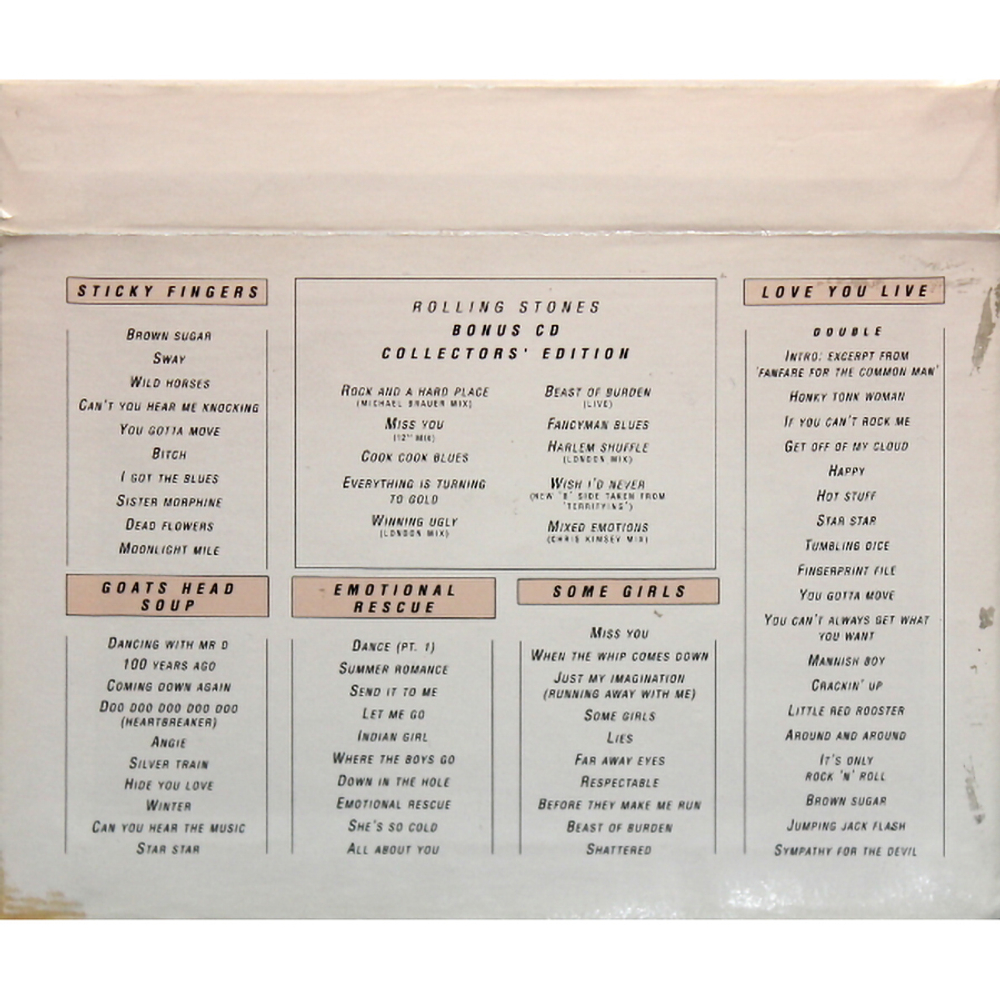 STICKY FINGERS
BROWN SUGAR
SWAY
WILD HORSES
CAN'T YOU HEAR ME KNOCKING
YOU GOTTA MOVE
BITCH
I GOT THE BLUES
SISTER MORPHINE
DEAD FLOWERS
MOONLIGHT MILE
ROLLING STONES
BONUS CD
COLLECTORS' EDITION
ROCK AND A HARD PLACE
(MICHAEL BRAUER MIX)
MISS YOU
(12" MIX)
COOK COOK BLUES
EVERYTHING IS TURNING
TO GOLD
WINNING UGLY
(LONDON MIX)
BEAST OF BURDEN
(LIVE)
FANCYMAN BLUES
HARLEM SHUFFLE
(LONDON MIX)
WISH I'D NEVER
(NEW 'B' SIDE TAKEN FROM
'TERRIFYING')
MIXED EMOTIONS
(CHRIS KIMSEY MIX)
LOVE YOU LIVE
DOUBLE
INTRO: EXCERPT FROM
'FANFARE FOR THE COMMON MAN'
HONKY TONK WOMAN
IF YOU CAN'T ROCK ME
GET OFF OF MY CLOUD
HAPPY
HOT STUFF
STAR STAR
TUMBLING DICE
FINGERPRINT FILE
YOU GOTTA MOVE
YOU CAN'T ALWAYS GET WHAT
YOU WANT
MANNISH BOY
CRACKIN' UP
LITTLE RED ROOSTER
AROUND AND AROUND
IT'S ONLY
ROCK 'N' ROLL
BROWN SUGAR
JUMPING JACK FLASH
SYMPATHY FOR THE DEVIL
GOATS HEAD
SOUP
DANCING WITH MR D
100 YEARS AGO
COMING DOWN AGAIN
DOO DOO DOO DOO DOO
(HEARTBREAKER)
ANGIE
SILVER TRAIN
HIDE YOU LOVE
WINTER
CAN YOU HEAR THE MUSIC
STAR STAR
EMOTIONAL
RESCUE
DANCE (PT. 1)
SUMMER ROMANCE
SEND IT TO ME
LET ME GO
INDIAN GIRL
WHERE THE BOYS GO
DOWN IN THE HOLE
EMOTIONAL RESCUE
SHE'S SO COLD
ALL ABOUT YOU
SOME GIRLS
MISS YOU
WHEN THE WHIP COMES DOWN
JUST MY IMAGINATION
(RUNNING AWAY WITH ME)
SOME GIRLS
LIES
FAR AWAY EYES
RESPECTABLE
BEFORE THEY MAKE ME RUN
BEAST OF BURDEN
SHATTERED